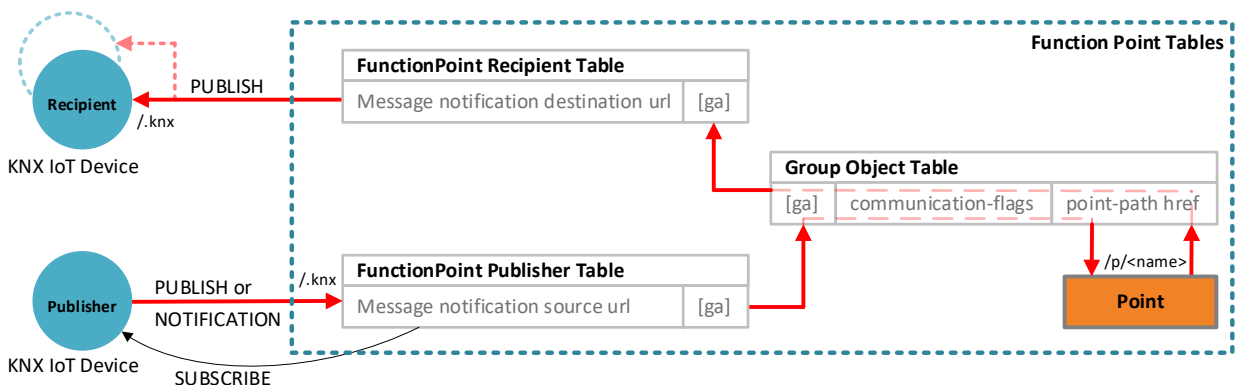 Function Point Tables
FunctionPoint Recipient Table
Message notification destination url [ga]
PUBLISH
Recipient
/.knx
KNX IoT Device
Group Object Table
[ga] communication-flags point-path href
/p/<name>
Point
FunctionPoint Publisher Table
Message notification source url [ga]
/.knx
PUBLISH or
NOTIFICATION
Publisher
KNX IoT Device
SUBSCRIBE